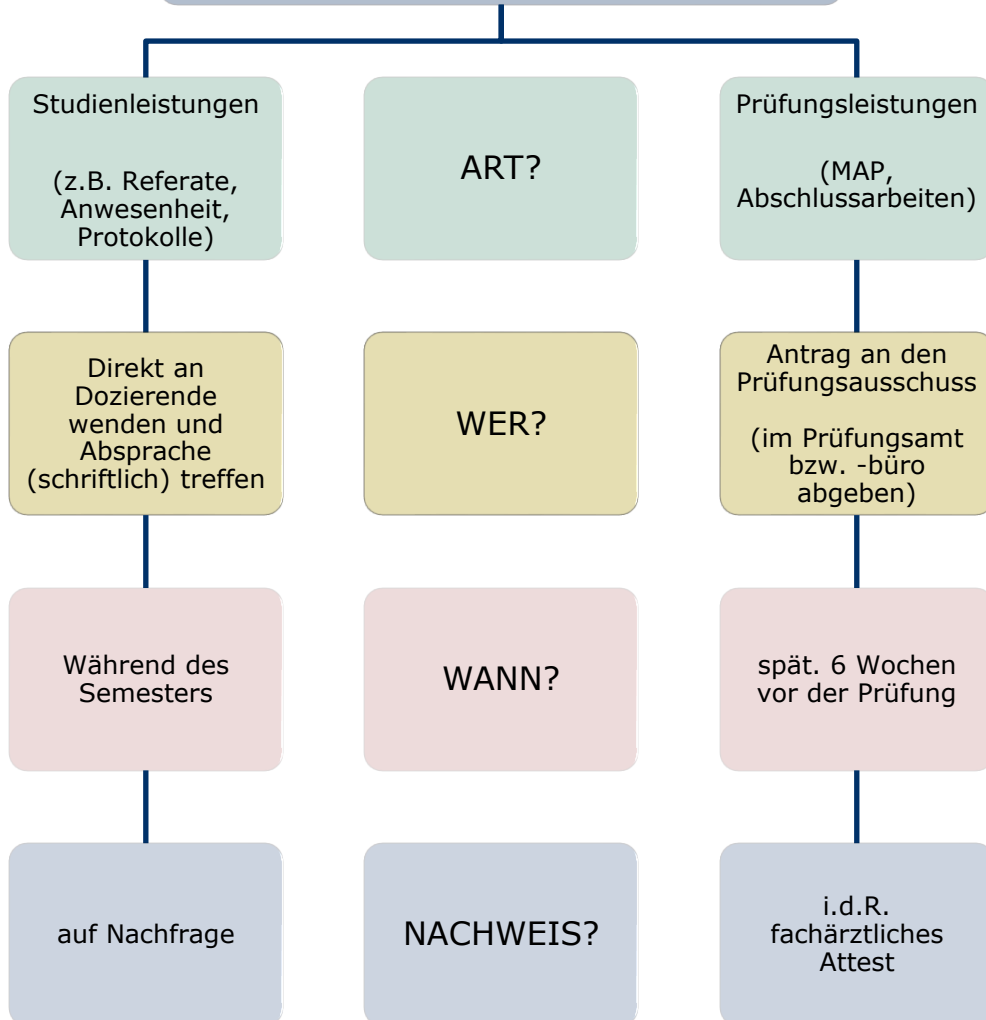 Studienleistungen
(z.B. Referate,
Anwesenheit,
Protokolle)
ART?
Prüfungsleistungen
(MAP,
Abschlussarbeiten)
Direkt an
Dozierende
wenden und
Absprache
(schriftlich) treffen
WER?
Antrag an den
Prüfungsausschuss
(im Prüfungsamt
bzw. -büro
abgeben)
Während des
Semesters
WANN?
spät. 6 Wochen
vor der Prüfung
auf Nachfrage
NACHWEIS?
i.d.R.
fachärztliches
Attest